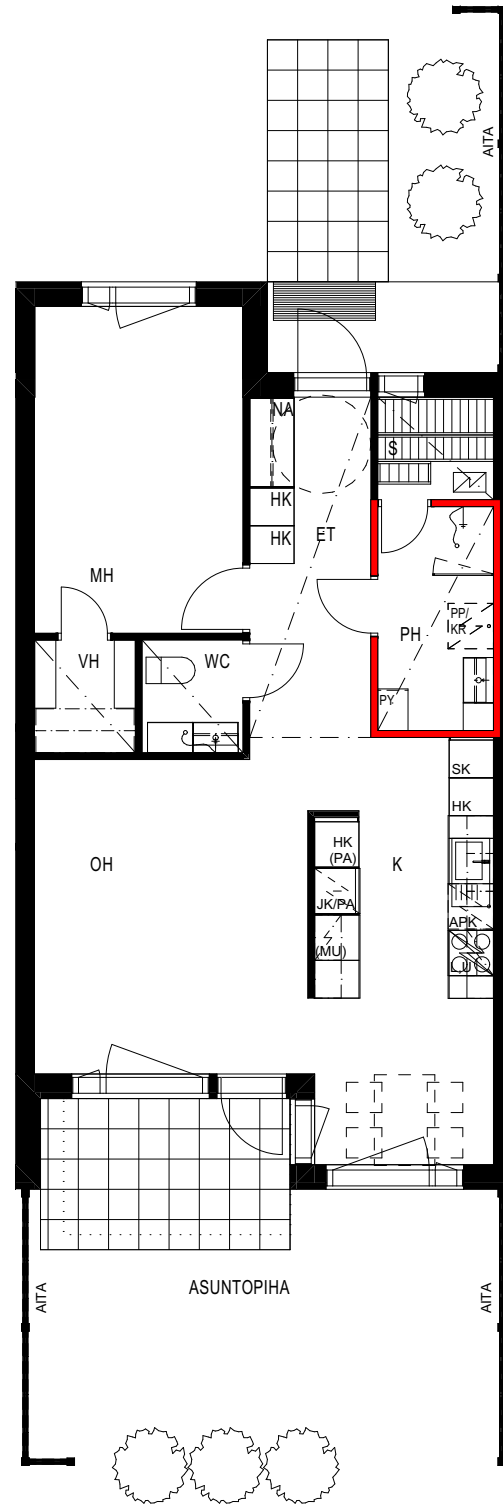 AITA
NA
S
HK
HK
ET
MH
PP/
KR
PH
VH
WC
PY
SK
HK
HK
(PA)
OH
K
JK/PA
APK
(MU)
LU
ASUNTOPIHA
AITA
AITA